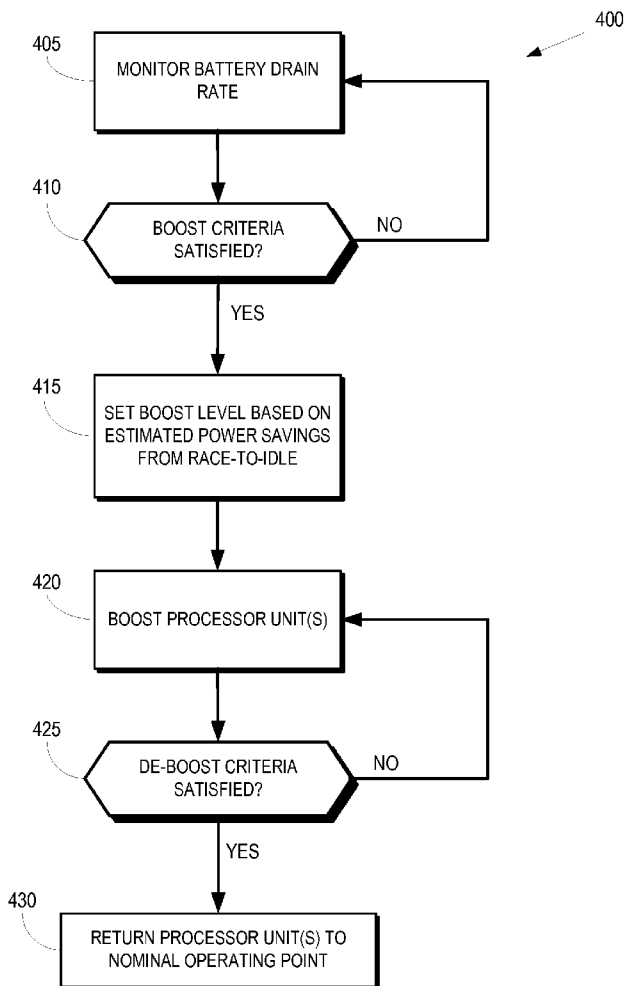 400
405
MONITOR BATTERY DRAIN
RATE
410
BOOST CRITERIA
SATISFIED?
NO
YES
415
SET BOOST LEVEL BASED ON
ESTIMATED POWER SAVINGS
FROM RACE-TO-IDLE
420
BOOST PROCESSOR UNIT(S)
425
DE-BOOST CRITERIA
SATISFIED?
NO
YES
430
RETURN PROCESSOR UNIT(S) TO
NOMINAL OPERATING POINT